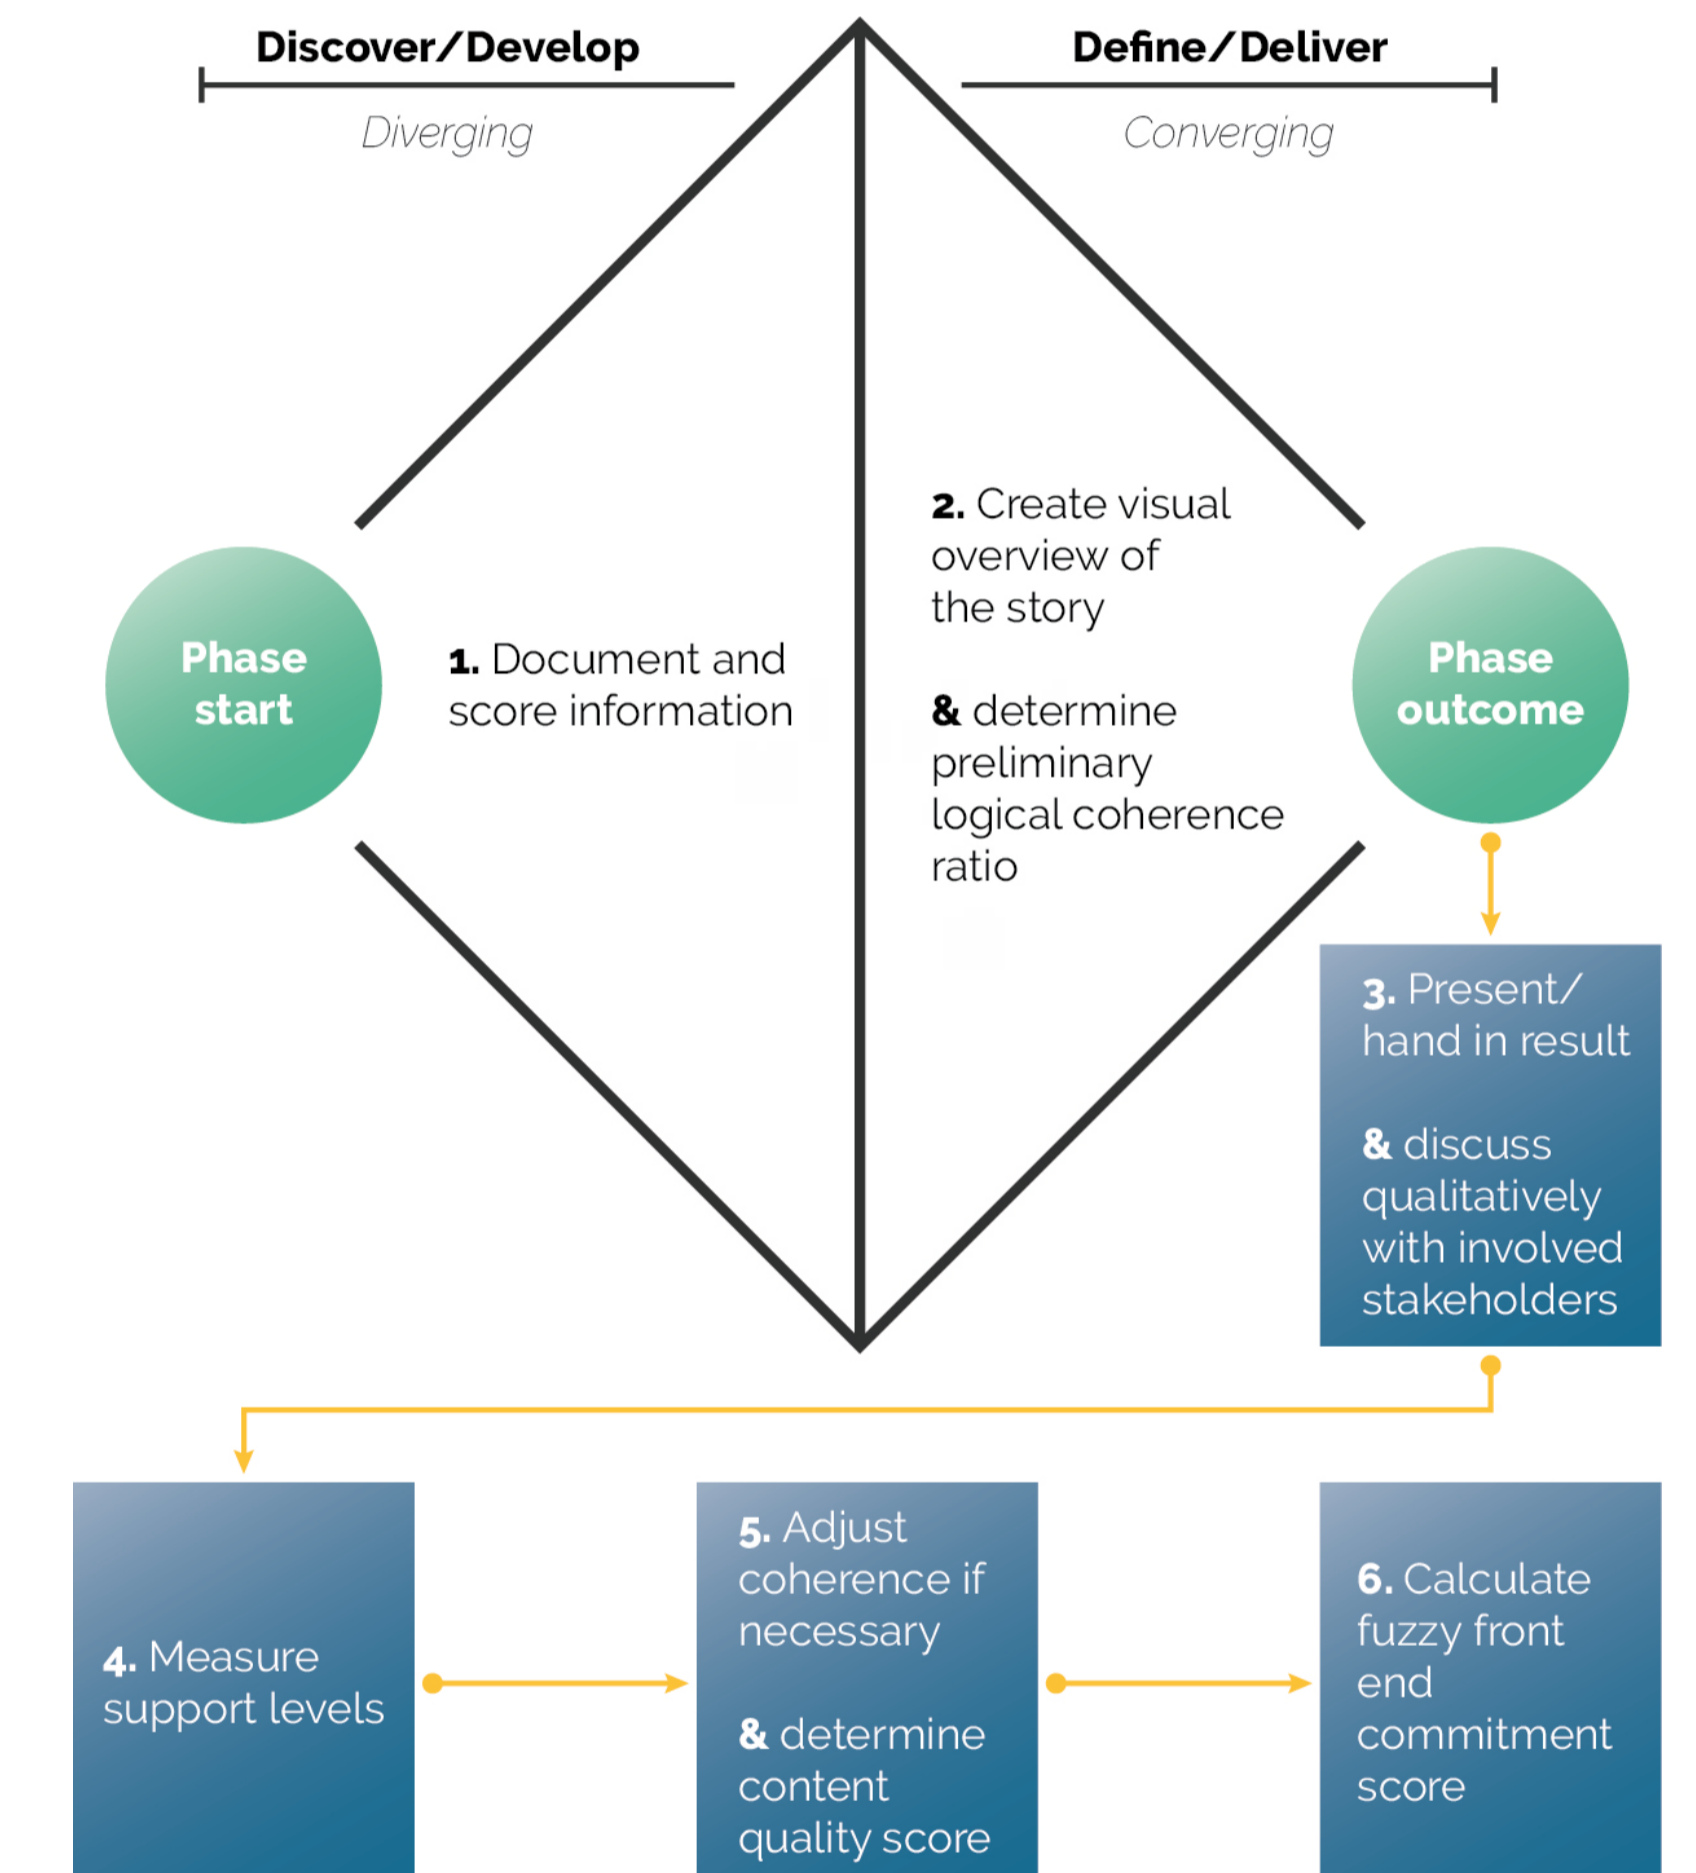 Discover/Develop
Diverging
Define/Deliver
Converging
Phase
start
1. Document and
score information
2. Create visual
overview of
the story
& determine
preliminary
logical coherence
ratio
Phase
outcome
3. Present/
hand in result
& discuss
qualitatively
with involved
stakeholders
4. Measure
support levels
5. Adjust
coherence if
necessary
& determine
content
quality score
6. Calculate
fuzzy front
end
commitment
score